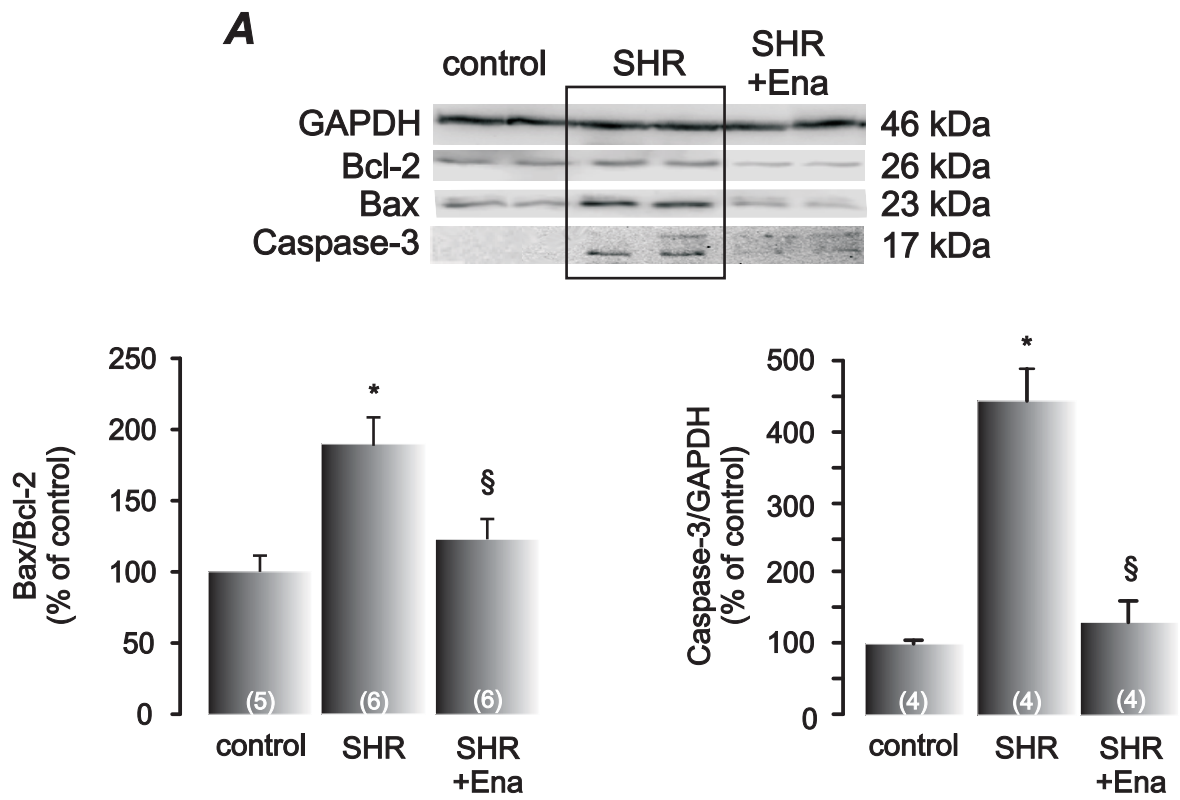 A
control SHR SHR
+Ena
GAPDH 46 kDa
Bcl-2 26 kDa
Bax 23 kDa
Caspase-3 17 kDa
Bax/Bcl-2
(% of control)
250
200
150
100
50
0
*
§
(5) (6) (6)
control SHR SHR
+Ena
Caspase-3/GAPDH
(% of control)
500
400
300
200
100
0
*
§
(4) (4) (4)
control SHR SHR
+Ena